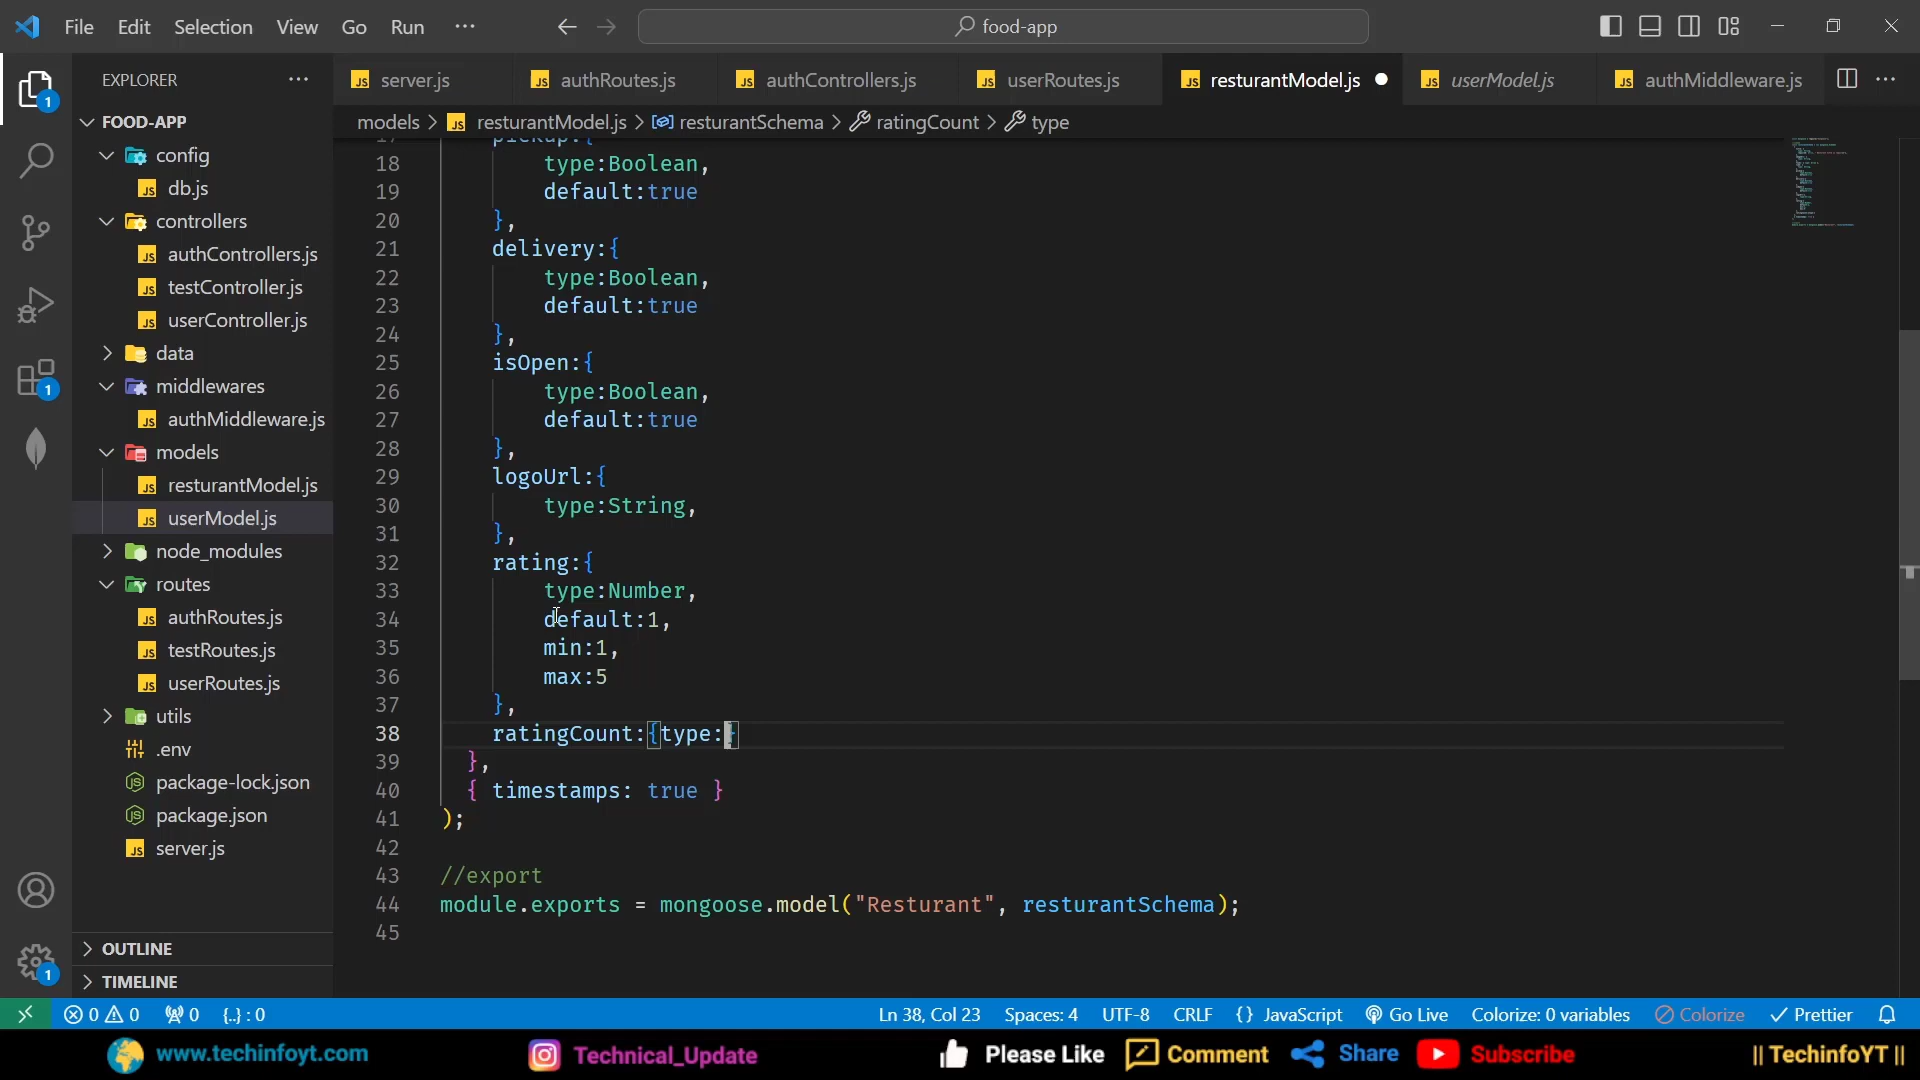 File Edit Selection View Go Run ··· food-app
EXPLORER ···
server.js authRoutes.js authControllers.js userRoutes.js resturantModel.js userModel.js authMiddleware.js ···
models > resturantModel.js > resturantSchema > ratingCount > type
FOOD-APP
config
db.js
controllers
authControllers.js
testController.js
userController.js
data
middlewares
authMiddleware.js
models
resturantModel.js
userModel.js
node_modules
routes
authRoutes.js
testRoutes.js
userRoutes.js
utils
.env
package-lock.json
package.json
server.js
OUTLINE
TIMELINE
17 pickup:{
18 type:Boolean,
19 default:true
20 },
21 delivery:{
22 type:Boolean,
23 default:true
24 },
25 isOpen:{
26 type:Boolean,
27 default:true
28 },
29 logoUrl:{
30 type:String,
31 },
32 rating:{
33 type:Number,
34 default:1,
35 min:1,
36 max:5
37 },
38 ratingCount:{type:}
39 },
40 { timestamps: true }
41 );
42
43 //export
44 module.exports = mongoose.model("Resturant", resturantSchema);
45
1
1
1
0 0 0 {..} : 0 Ln 38, Col 23 Spaces: 4 UTF-8 CRLF {} JavaScript Go Live Colorize: 0 variables Colorize Prettier
www.techinfoyt.com Technical_Update Please Like Comment Share Subscribe || TechinfoYT ||